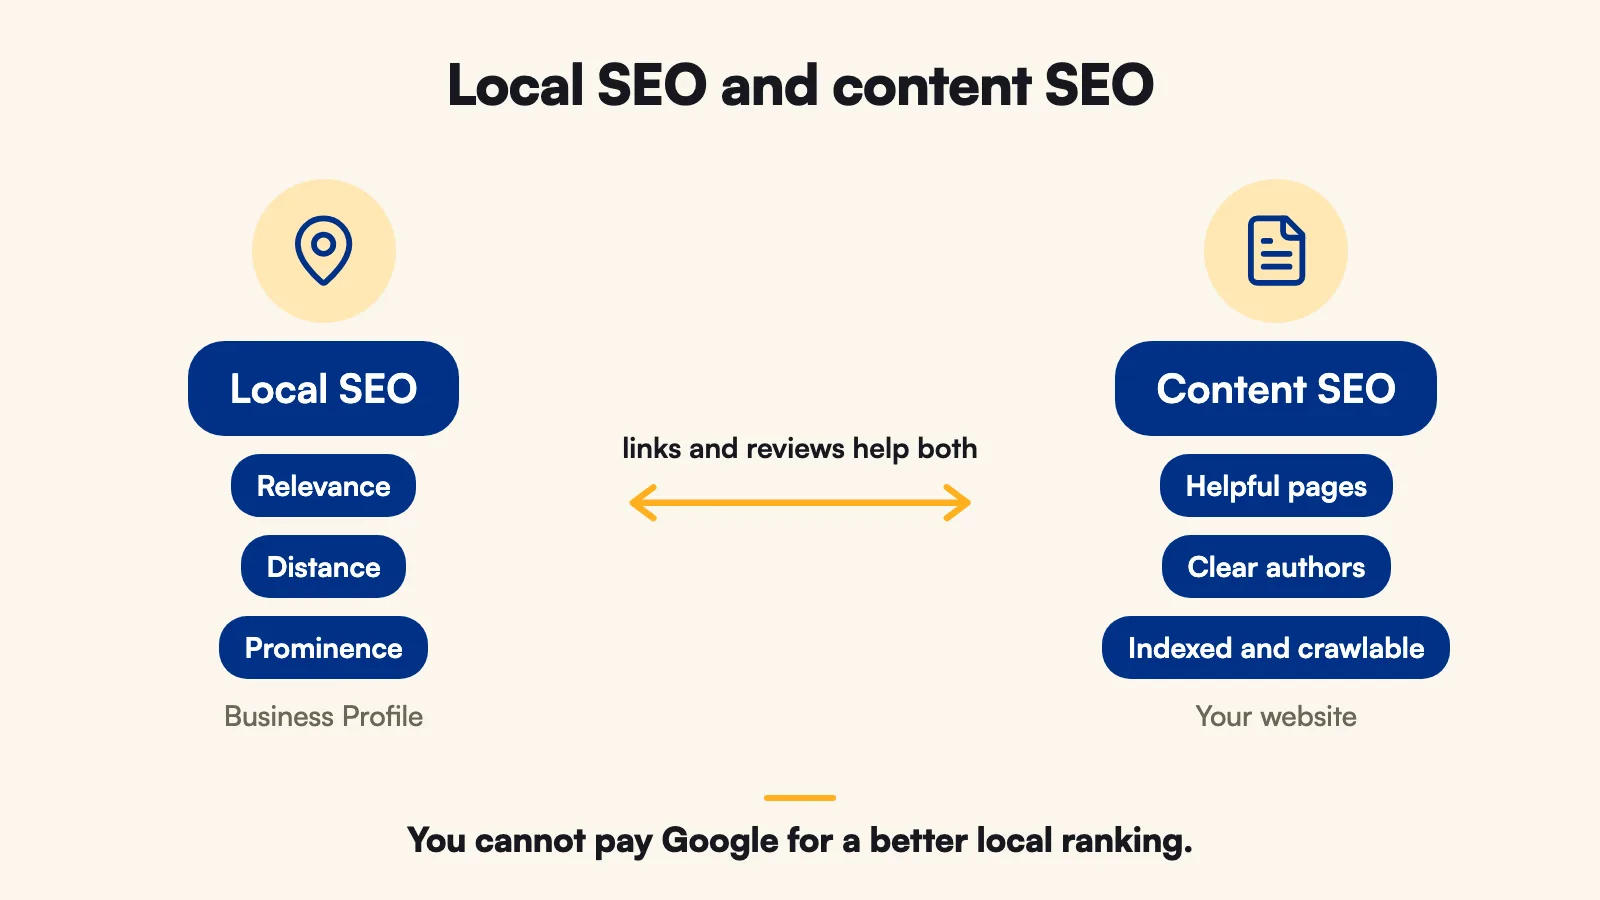 Local SEO and content SEO
Local SEO
Relevance
Distance
Prominence
Business Profile
links and reviews help both
Content SEO
Helpful pages
Clear authors
Indexed and crawlable
Your website
You cannot pay Google for a better local ranking.